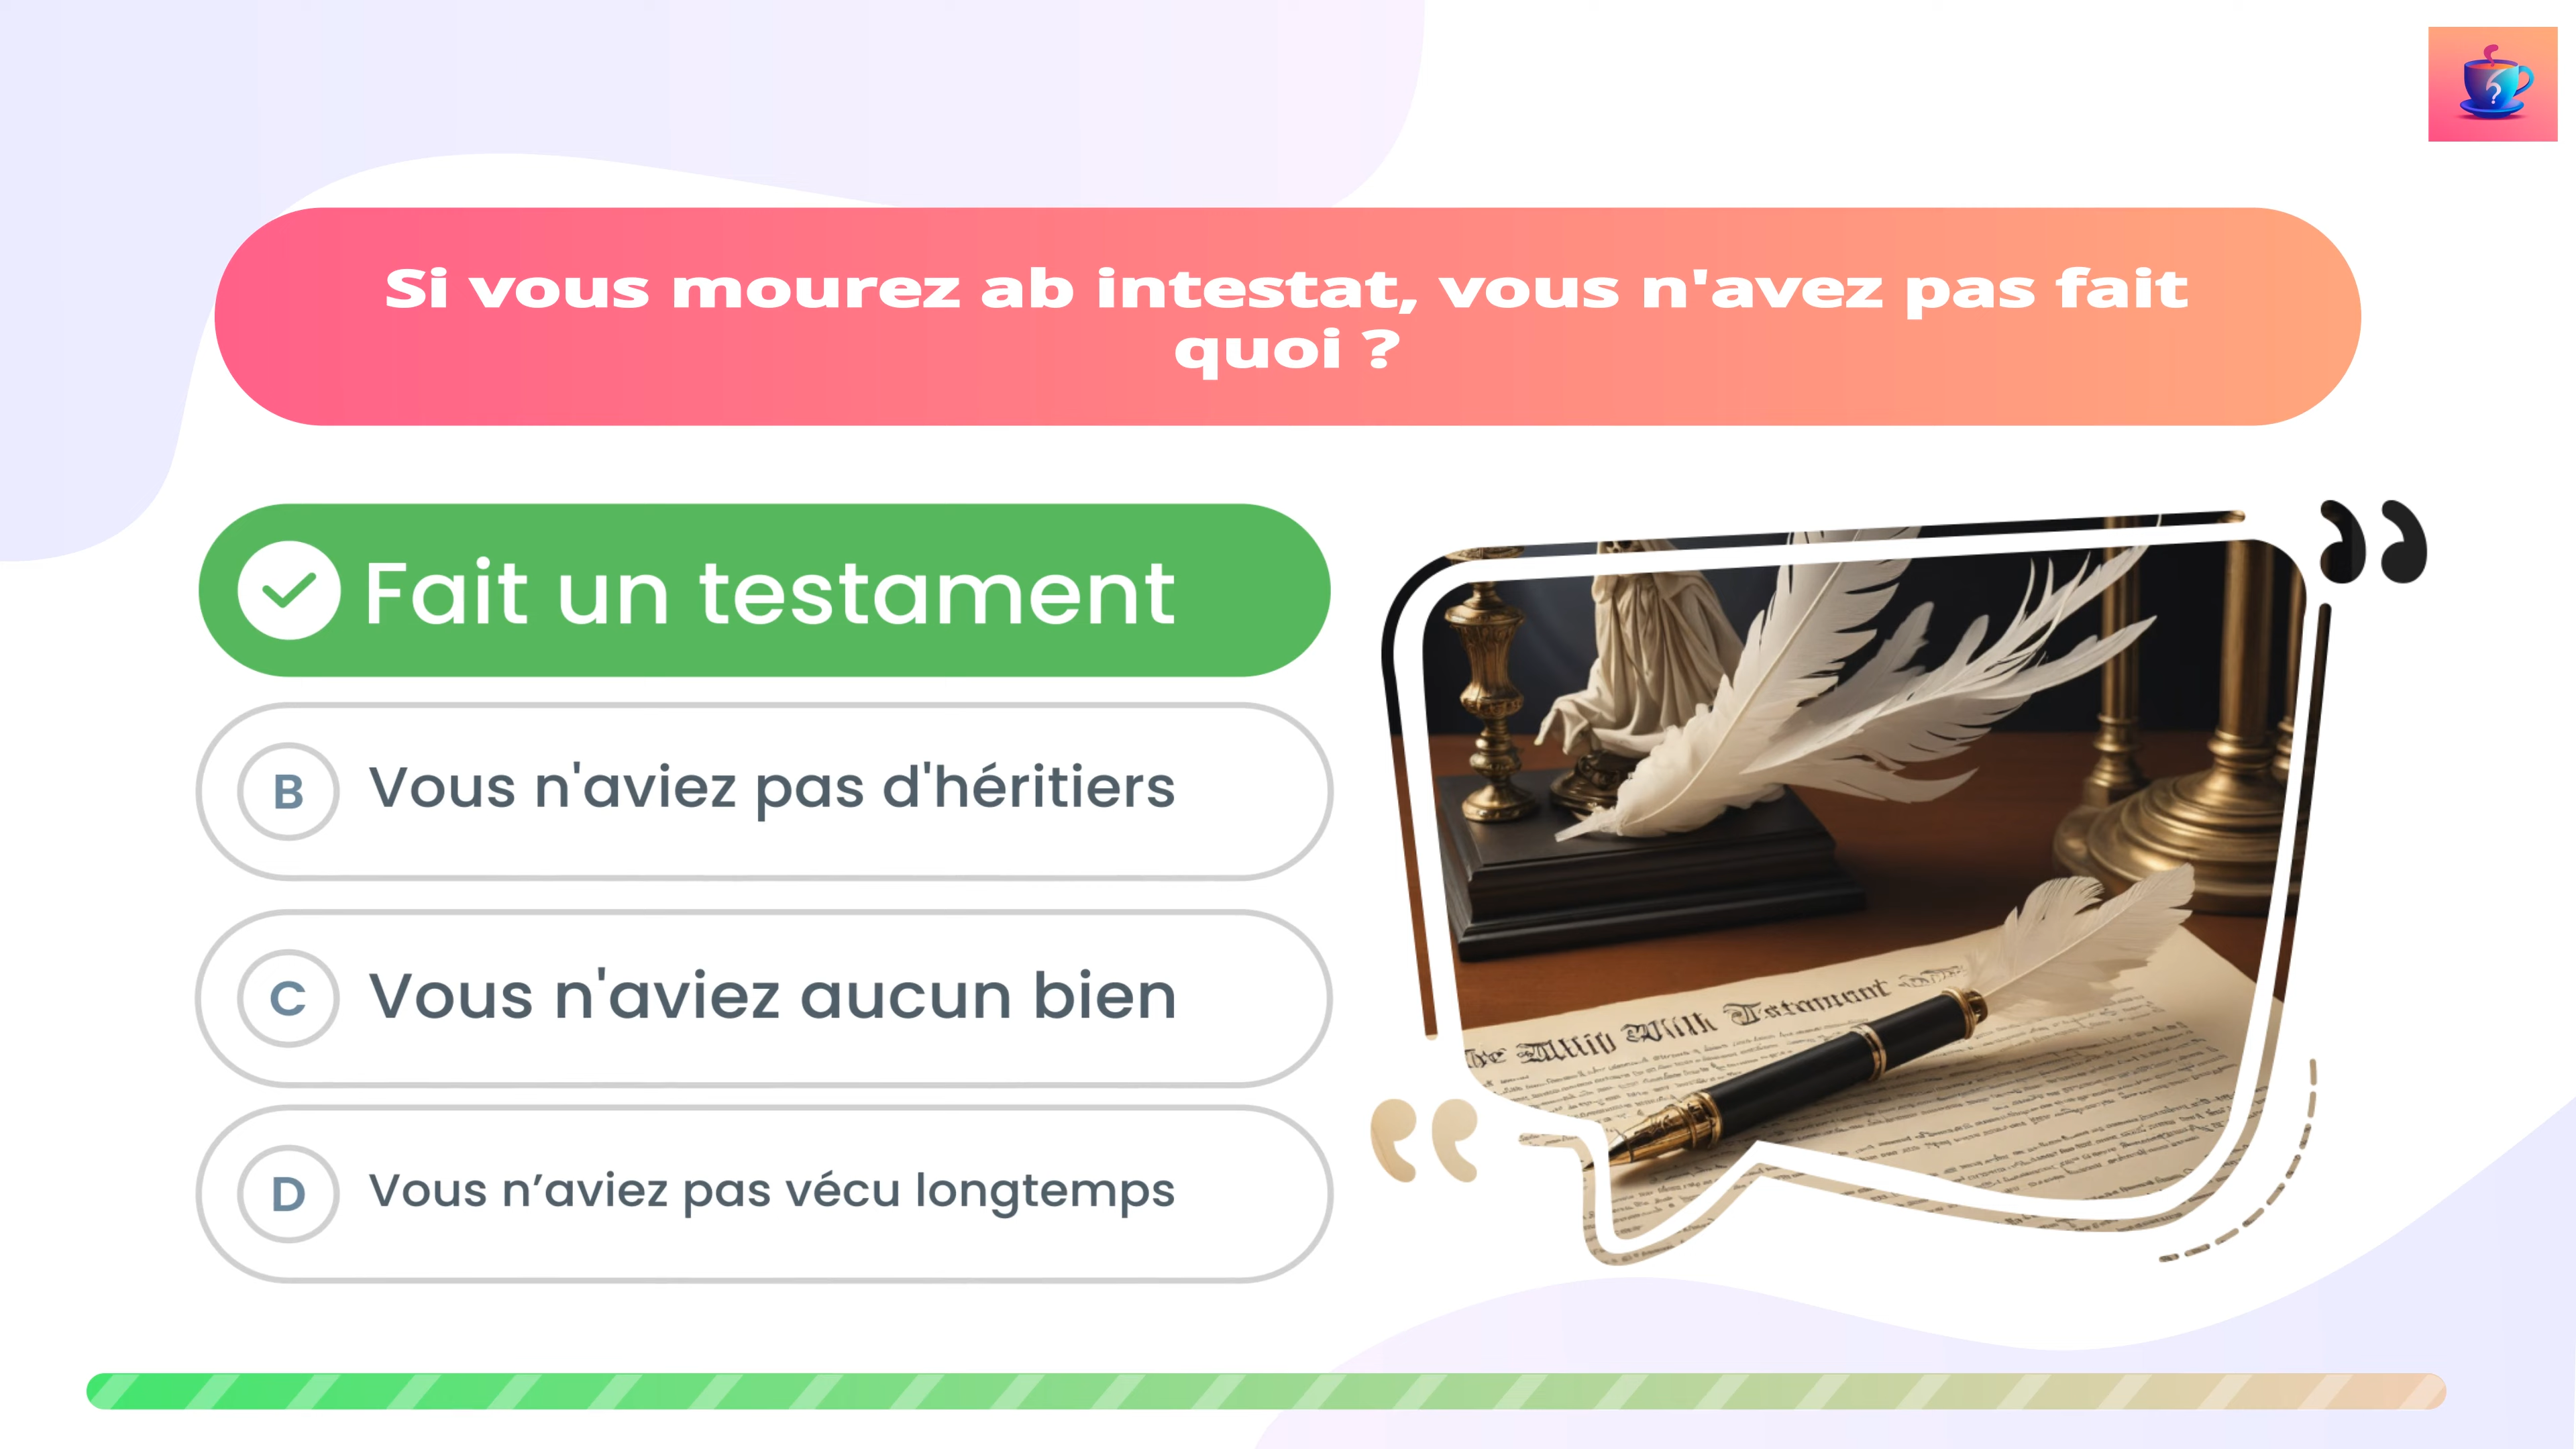 Si vous mourez ab intestat, vous n'avez pas fait
quoi ?
Fait un testament
B Vous n'aviez pas d'héritiers
C Vous n'aviez aucun bien
D Vous n’aviez pas vécu longtemps